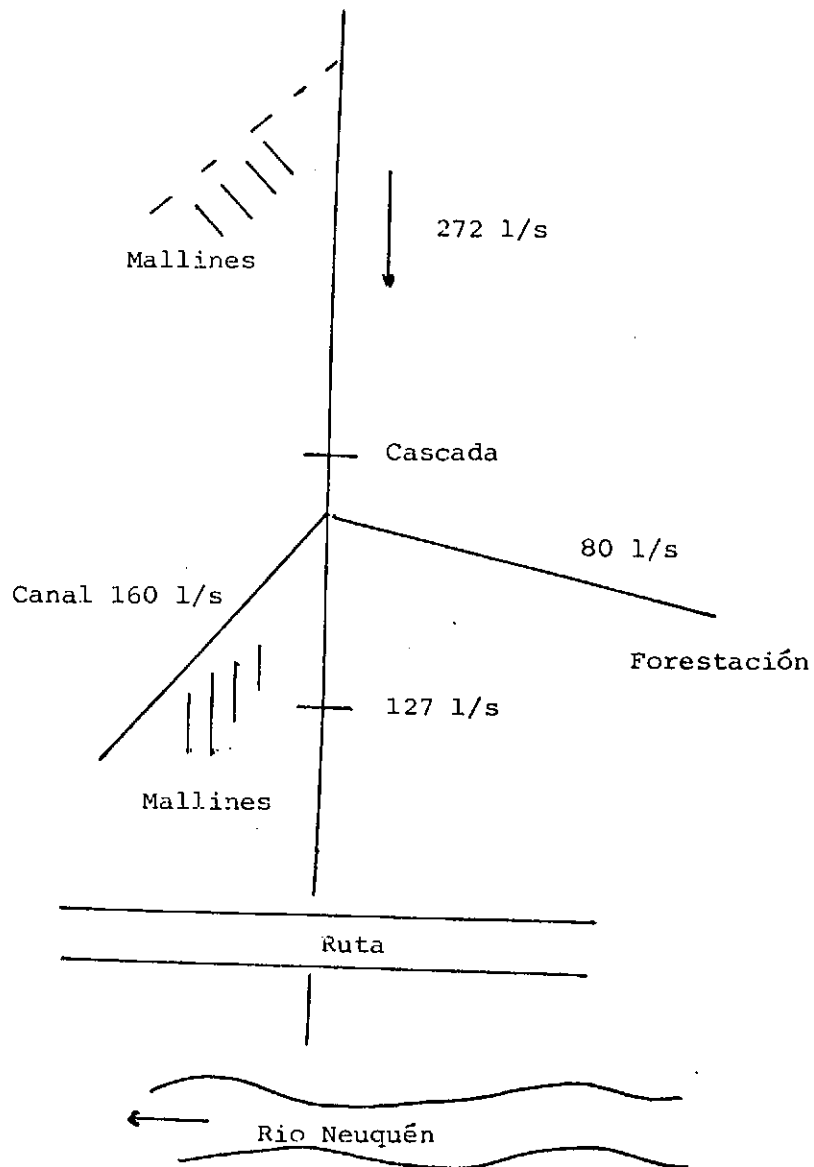 272 l/s
Mallines
Cascada
80 l/s
Canal 160 l/s
Forestación
127 l/s
Mallines
Ruta
Rio Neuquén